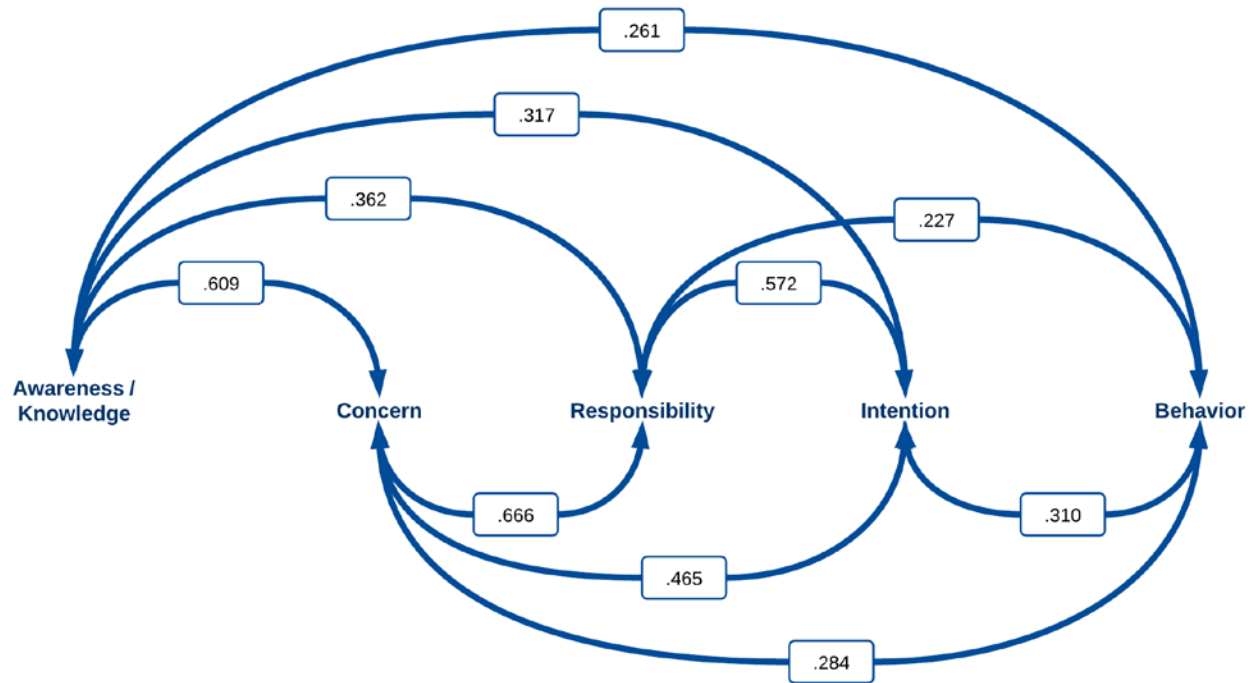 .261
.317
.362
.227
.609
.572
Awareness /
Knowledge
Concern
Responsibility
Intention
Behavior
.666
.310
.465
.284